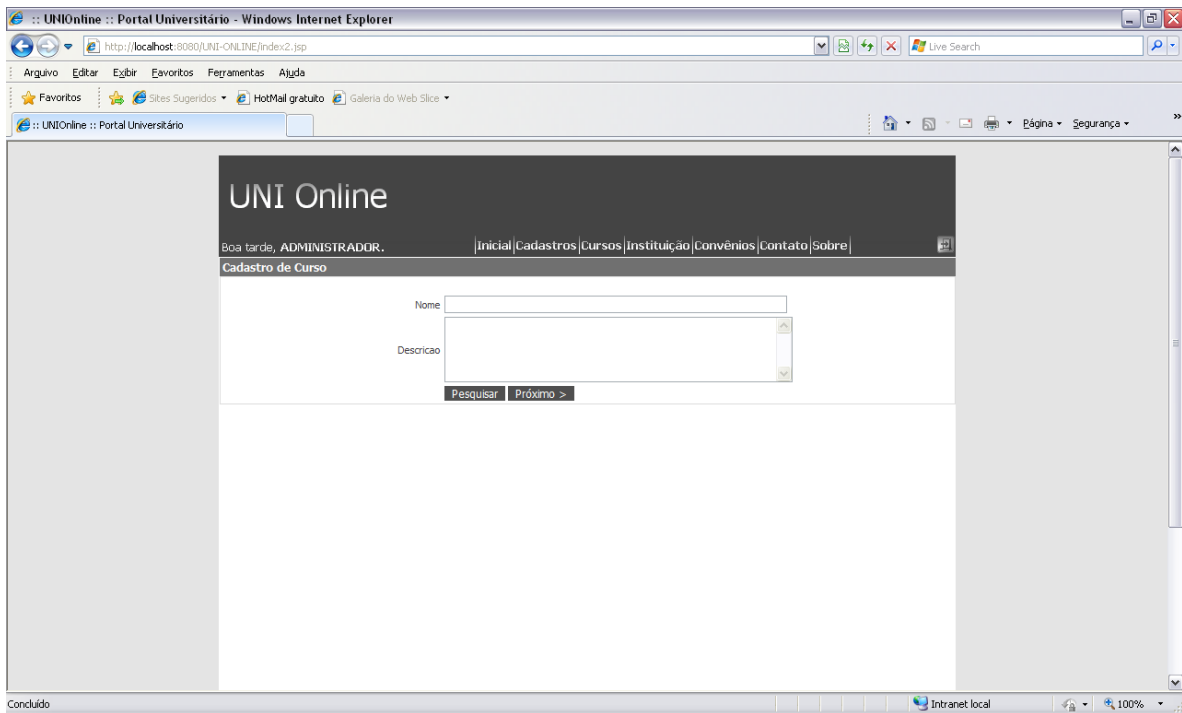 :: UNIOnline :: Portal Universitário - Windows Internet Explorer
http://localhost:8080/UNI-ONLINE/index2.jsp
Live Search
Arquivo Editar Exibir Favoritos Ferramentas Ajuda
Favoritos Sites Sugeridos HotMail gratuito Galeria do Web Slice
:: UNIOnline :: Portal Universitário
Página Segurança »
UNI Online
Boa tarde, ADMINISTRADOR. |Inicial|Cadastros|Cursos|Instituição|Convênios|Contato|Sobre|
Cadastro de Curso
Nome
Descricao
Pesquisar Próximo >
Concluído Intranet local 100%